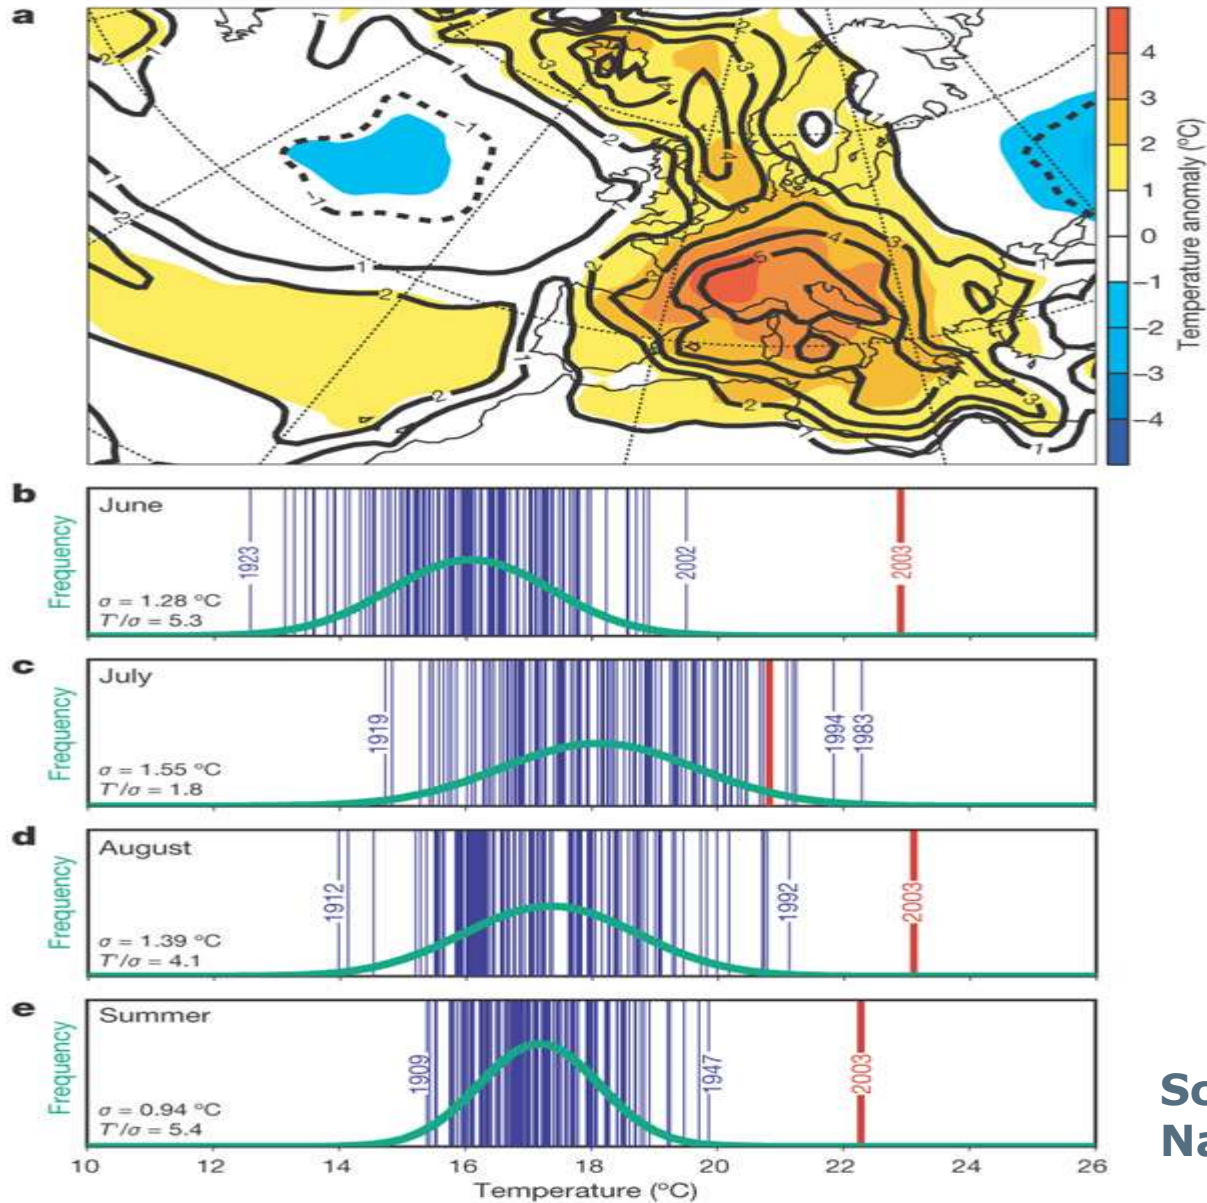 a
4
3
2
1
0
−1
−2
−3
−4
Temperature anomaly (°C)
b
June
Frequency
1923
2002
2003
σ = 1.28 °C
T'/σ = 5.3
c
July
Frequency
1919
1994
1983
σ = 1.55 °C
T'/σ = 1.8
d
August
Frequency
1912
1992
2003
σ = 1.39 °C
T'/σ = 4.1
e
Summer
Frequency
1909
1947
2003
σ = 0.94 °C
T'/σ = 5.4
10 12 14 16 18 20 22 24 26
Temperature (°C)